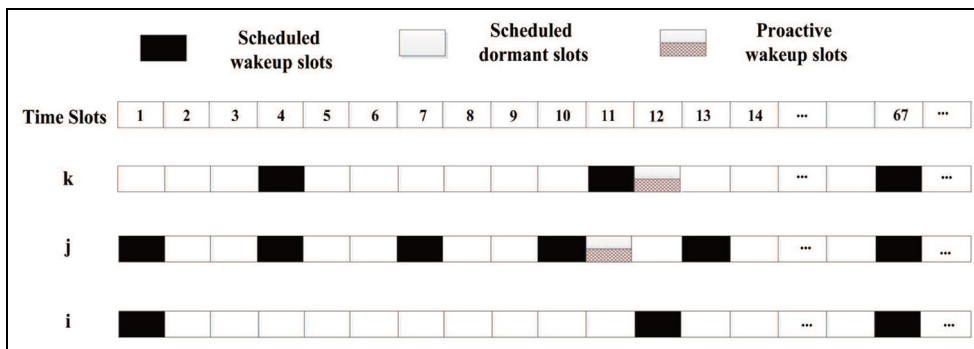 Scheduled wakeup slots
Scheduled dormant slots
Proactive wakeup slots
Time Slots 1 2 3 4 5 6 7 8 9 10 11 12 13 14 ... 67 ...
k ... ...
j ... ...
i ... ...